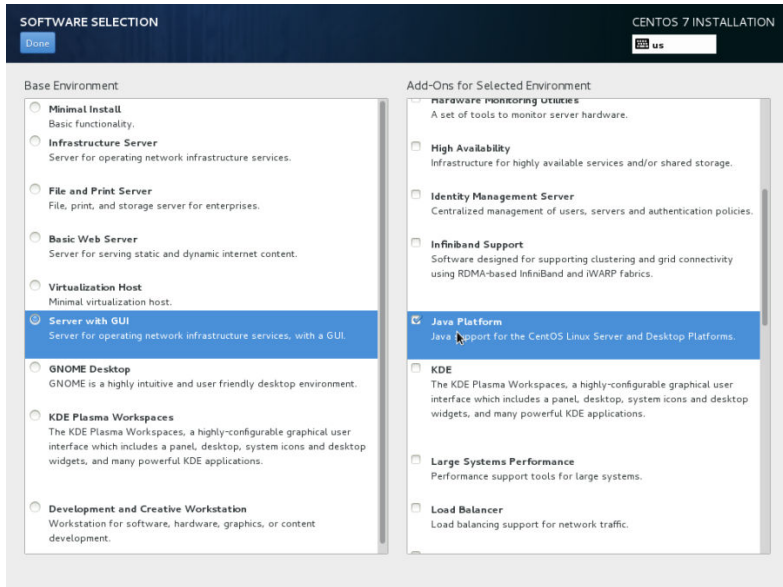 SOFTWARE SELECTION
Done
CENTOS 7 INSTALLATION
us
Base Environment
Minimal Install
Basic functionality.
Infrastructure Server
Server for operating network infrastructure services.
File and Print Server
File, print, and storage server for enterprises.
Basic Web Server
Server for serving static and dynamic internet content.
Virtualization Host
Minimal virtualization host.
Server with GUI
Server for operating network infrastructure services, with a GUI.
GNOME Desktop
GNOME is a highly intuitive and user friendly desktop environment.
KDE Plasma Workspaces
The KDE Plasma Workspaces, a highly-configurable graphical user
interface which includes a panel, desktop, system icons and desktop
widgets, and many powerful KDE applications.
Development and Creative Workstation
Workstation for software, hardware, graphics, or content
development.
Add-Ons for Selected Environment
Hardware Monitoring Utilities
A set of tools to monitor server hardware.
High Availability
Infrastructure for highly available services and/or shared storage.
Identity Management Server
Centralized management of users, servers and authentication policies.
Infiniband Support
Software designed for supporting clustering and grid connectivity
using RDMA-based InfiniBand and iWARP fabrics.
Java Platform
Java support for the CentOS Linux Server and Desktop Platforms.
KDE
The KDE Plasma Workspaces, a highly-configurable graphical user
interface which includes a panel, desktop, system icons and desktop
widgets, and many powerful KDE applications.
Large Systems Performance
Performance support tools for large systems.
Load Balancer
Load balancing support for network traffic.